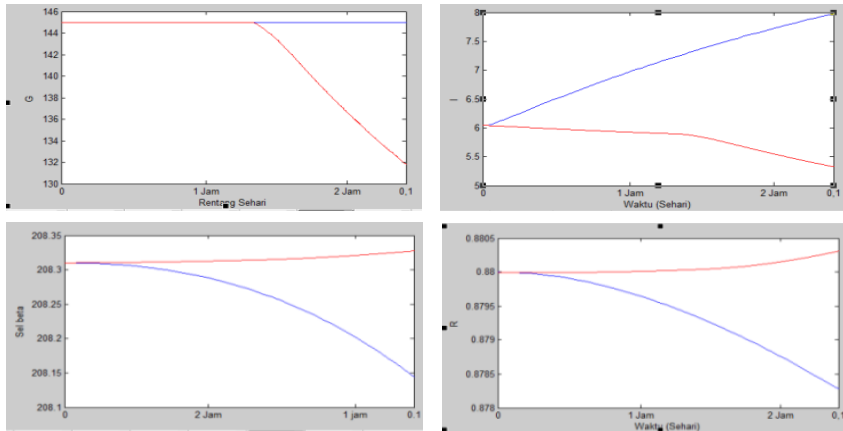 146
144
142
140
138
136
134
132
130
G
0
1 Jam
2 Jam
0,1
Rentang Sehari
8
7.5
7
6.5
6
5.5
5
I
0
1 Jam
2 Jam
0,1
Waktu (Sehari)
208.35
208.3
208.25
208.2
208.15
208.1
Sel beta
0
2 Jam
1 jam
0,1
0.8805
0.88
0.8795
0.879
0.8785
0.878
R
0
1 Jam
2 Jam
0,1
Waktu (Sehari)